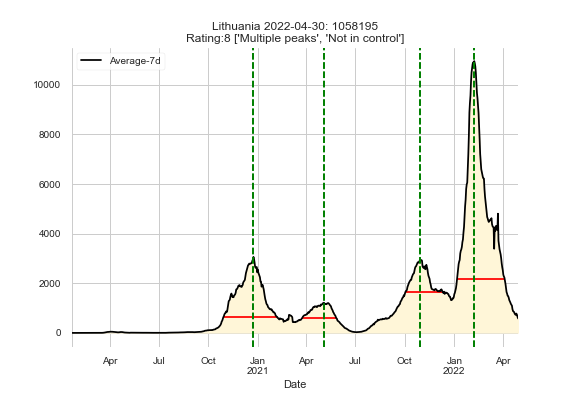 Lithuania 2022-04-30: 1058195
Rating:8 ['Multiple peaks', 'Not in control']
Average-7d
10000
8000
6000
4000
2000
0
Apr Jul Oct Jan Apr Jul Oct Jan Apr
2021 2022
Date